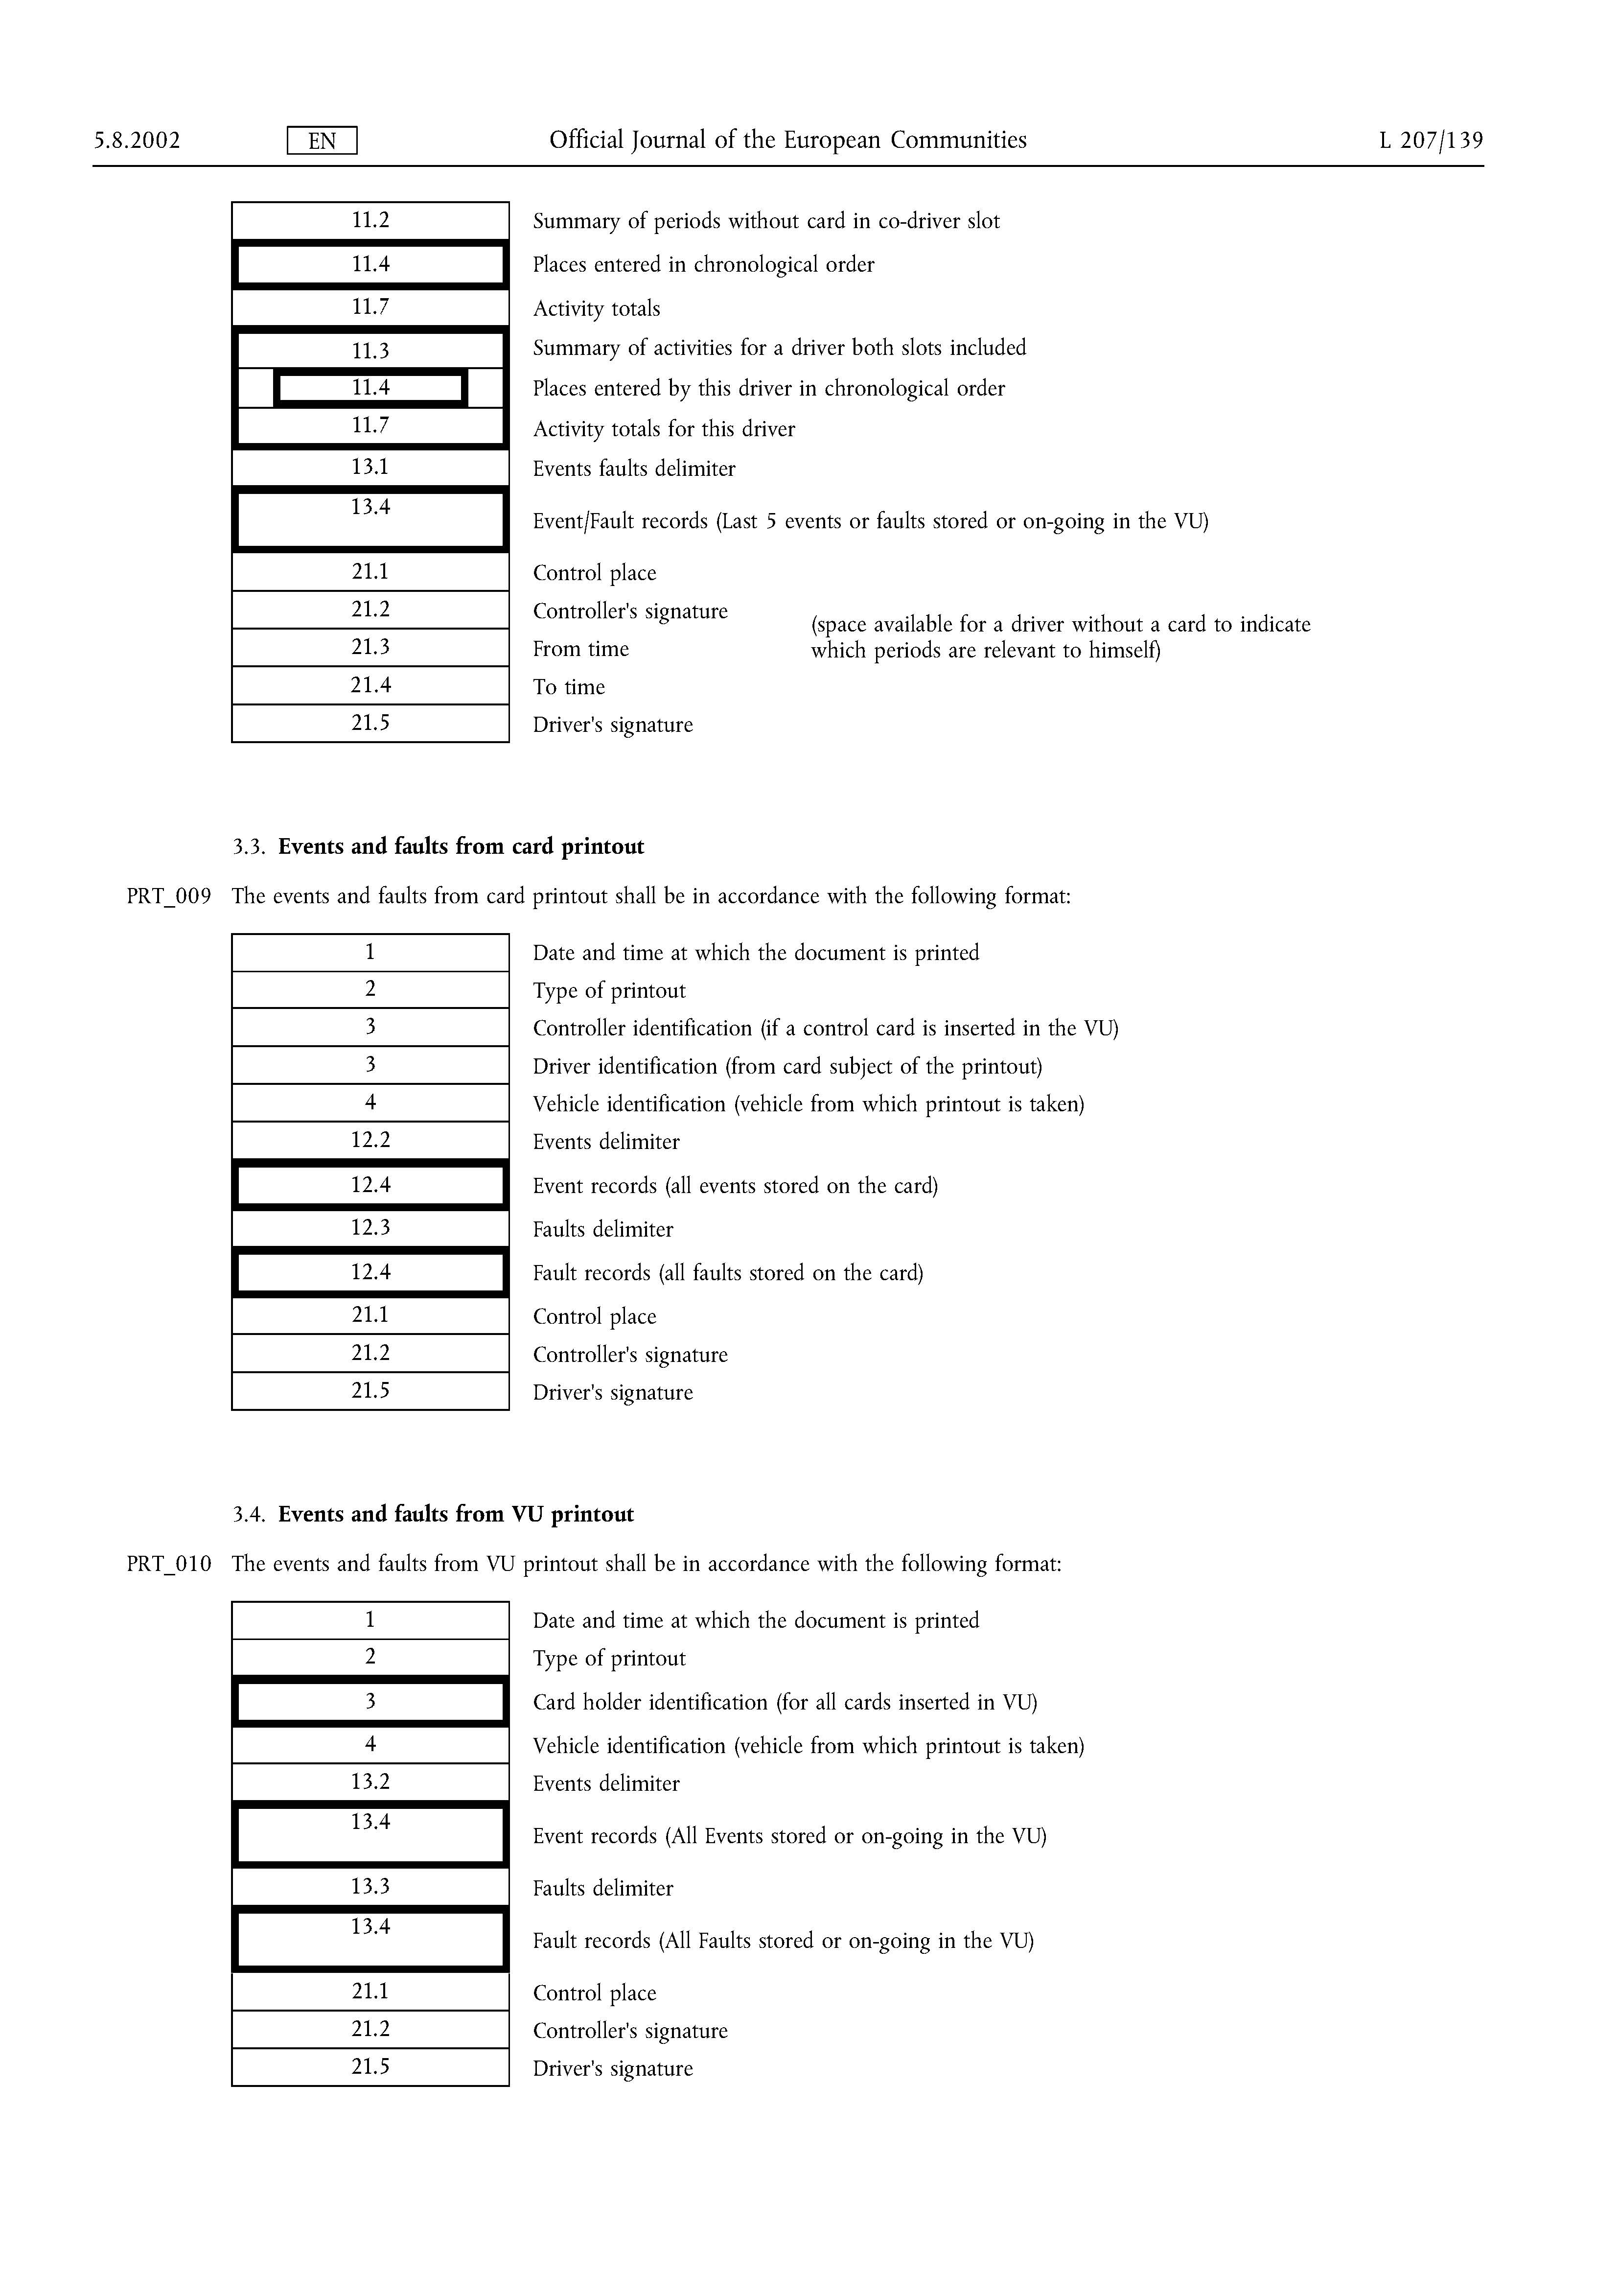 5.8.2002 EN Official Journal of the European Communities L 207/139
11.2 Summary of periods without card in co-driver slot
11.4 Places entered in chronological order
11.7 Activity totals
11.3 Summary of activities for a driver both slots included
11.4 Places entered by this driver in chronological order
11.7 Activity totals for this driver
13.1 Events faults delimiter
13.4 Event/Fault records (Last 5 events or faults stored or on-going in the VU)
21.1 Control place
21.2 Controller's signature
(space available for a driver without a card to indicate
21.3 From time
which periods are relevant to himself)
21.4 To time
21.5 Driver's signature
3.3. Events and faults from card printout
PRT_009 The events and faults from card printout shall be in accordance with the following format:
1 Date and time at which the document is printed
2 Type of printout
3 Controller identification (if a control card is inserted in the VU)
3 Driver identification (from card subject of the printout)
4 Vehicle identification (vehicle from which printout is taken)
12.2 Events delimiter
12.4 Event records (all events stored on the card)
12.3 Faults delimiter
12.4 Fault records (all faults stored on the card)
21.1 Control place
21.2 Controller's signature
21.5 Driver's signature
3.4. Events and faults from VU printout
PRT_010 The events and faults from VU printout shall be in accordance with the following format:
1 Date and time at which the document is printed
2 Type of printout
3 Card holder identification (for all cards inserted in VU)
4 Vehicle identification (vehicle from which printout is taken)
13.2 Events delimiter
13.4 Event records (All Events stored or on-going in the VU)
13.3 Faults delimiter
13.4 Fault records (All Faults stored or on-going in the VU)
21.1 Control place
21.2 Controller's signature
21.5 Driver's signature